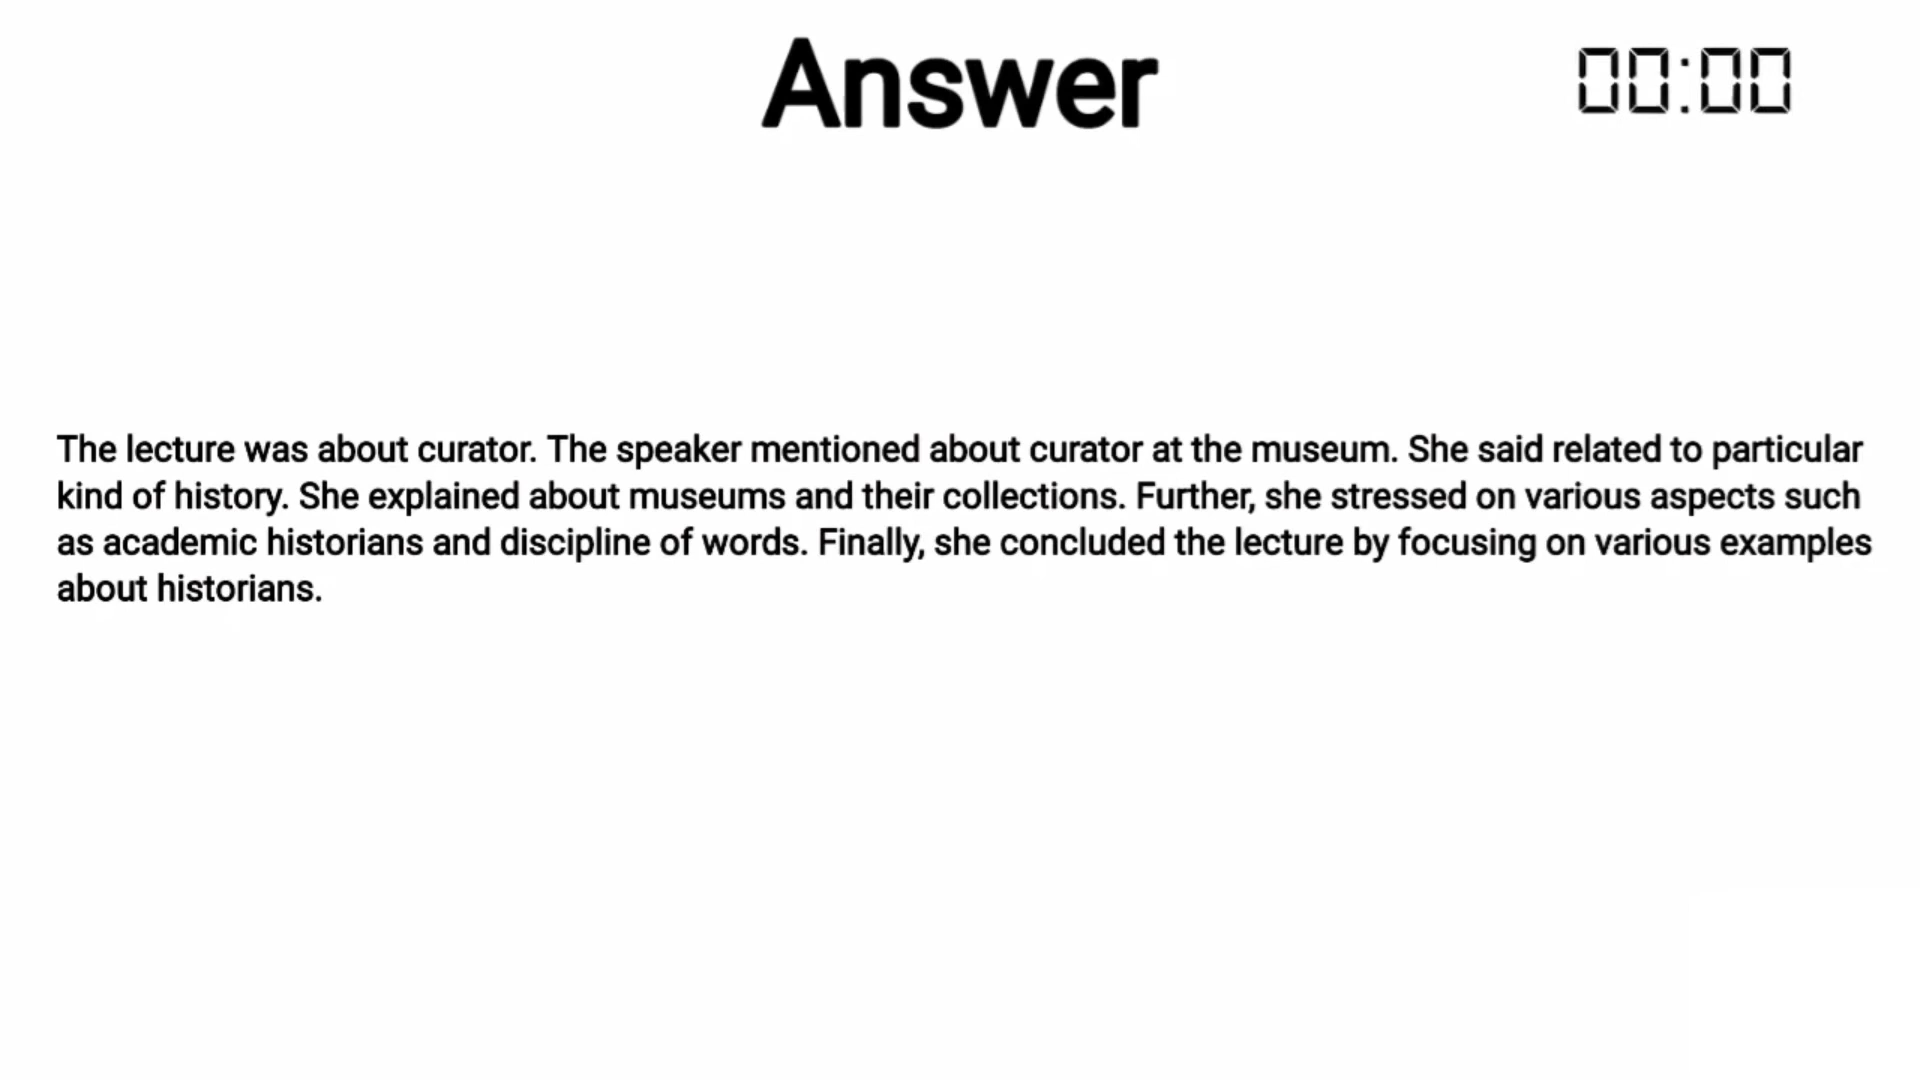 Answer
00:00
The lecture was about curator. The speaker mentioned about curator at the museum. She said related to particular
kind of history. She explained about museums and their collections. Further, she stressed on various aspects such
as academic historians and discipline of words. Finally, she concluded the lecture by focusing on various examples
about historians.